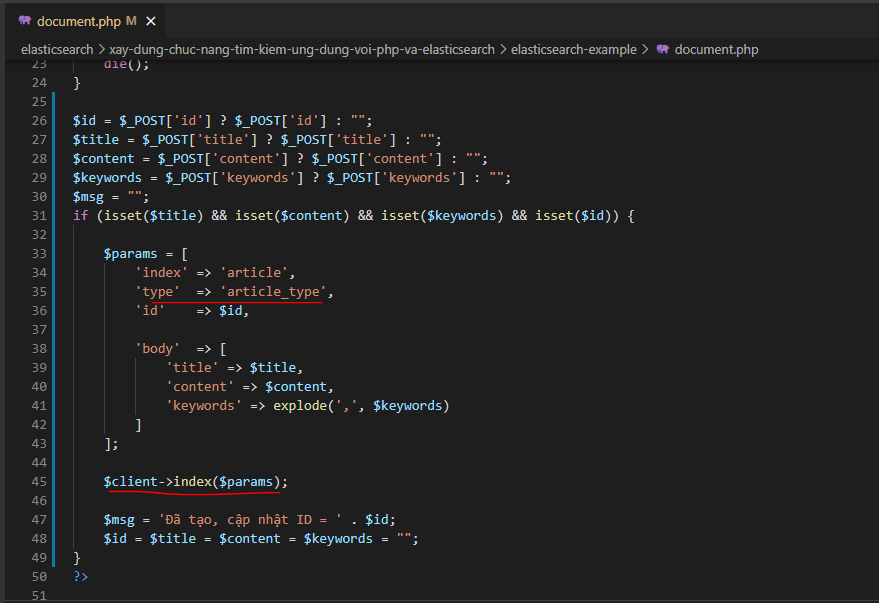 document.php M ×
elasticsearch > xay-dung-chuc-nang-tim-kiem-ung-dung-voi-php-va-elasticsearch > elasticsearch-example > document.php
23 die();
24 }
25
26 $id = $_POST['id'] ? $_POST['id'] : "";
27 $title = $_POST['title'] ? $_POST['title'] : "";
28 $content = $_POST['content'] ? $_POST['content'] : "";
29 $keywords = $_POST['keywords'] ? $_POST['keywords'] : "";
30 $msg = "";
31 if (isset($title) && isset($content) && isset($keywords) && isset($id)) {
32
33 $params = [
34 'index' => 'article',
35 'type' => 'article_type',
36 'id' => $id,
37
38 'body' => [
39 'title' => $title,
40 'content' => $content,
41 'keywords' => explode(',', $keywords)
42 ]
43 ];
44
45 $client->index($params);
46
47 $msg = 'Đã tạo, cập nhật ID = ' . $id;
48 $id = $title = $content = $keywords = "";
49 }
50 ?>
51